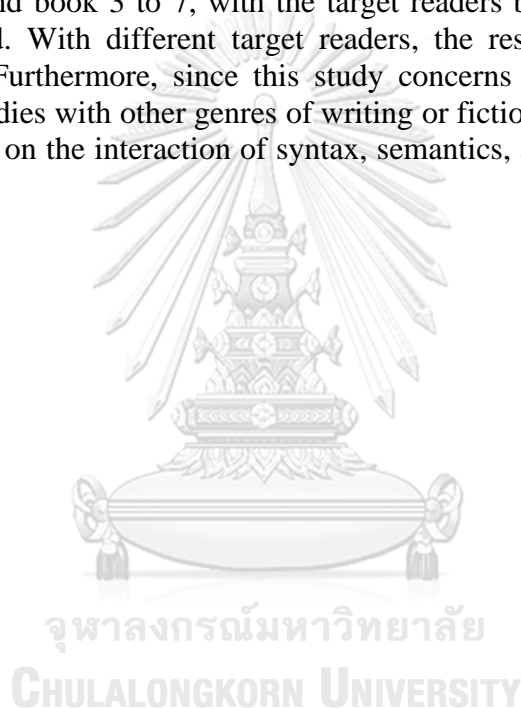 nd book 3 to 7, with the target readers b
l. With different target readers, the res
Furthermore, since this study concerns
dies with other genres of writing or fictio
on the interaction of syntax, semantics,
จุฬาลงกรณ์มหาวิทยาลัย
CHULALONGKORN UNIVERSITY